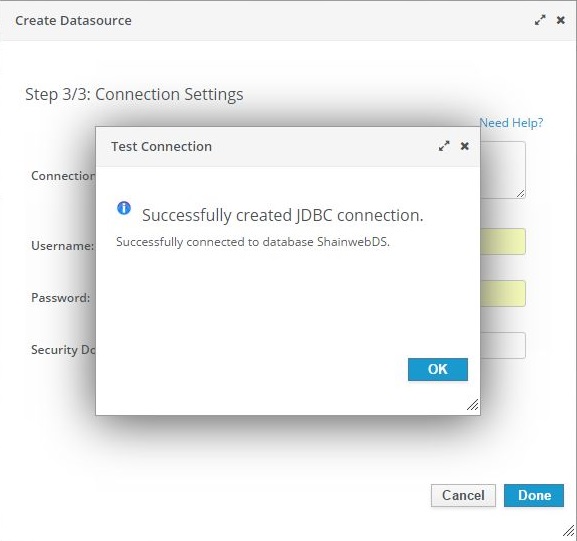 Create Datasource
Step 3/3: Connection Settings
Need Help?
Test Connection
Connection
Successfully created JDBC connection.
Successfully connected to database ShainwebDS.
Username:
Password:
Security Do
OK
Cancel
Done